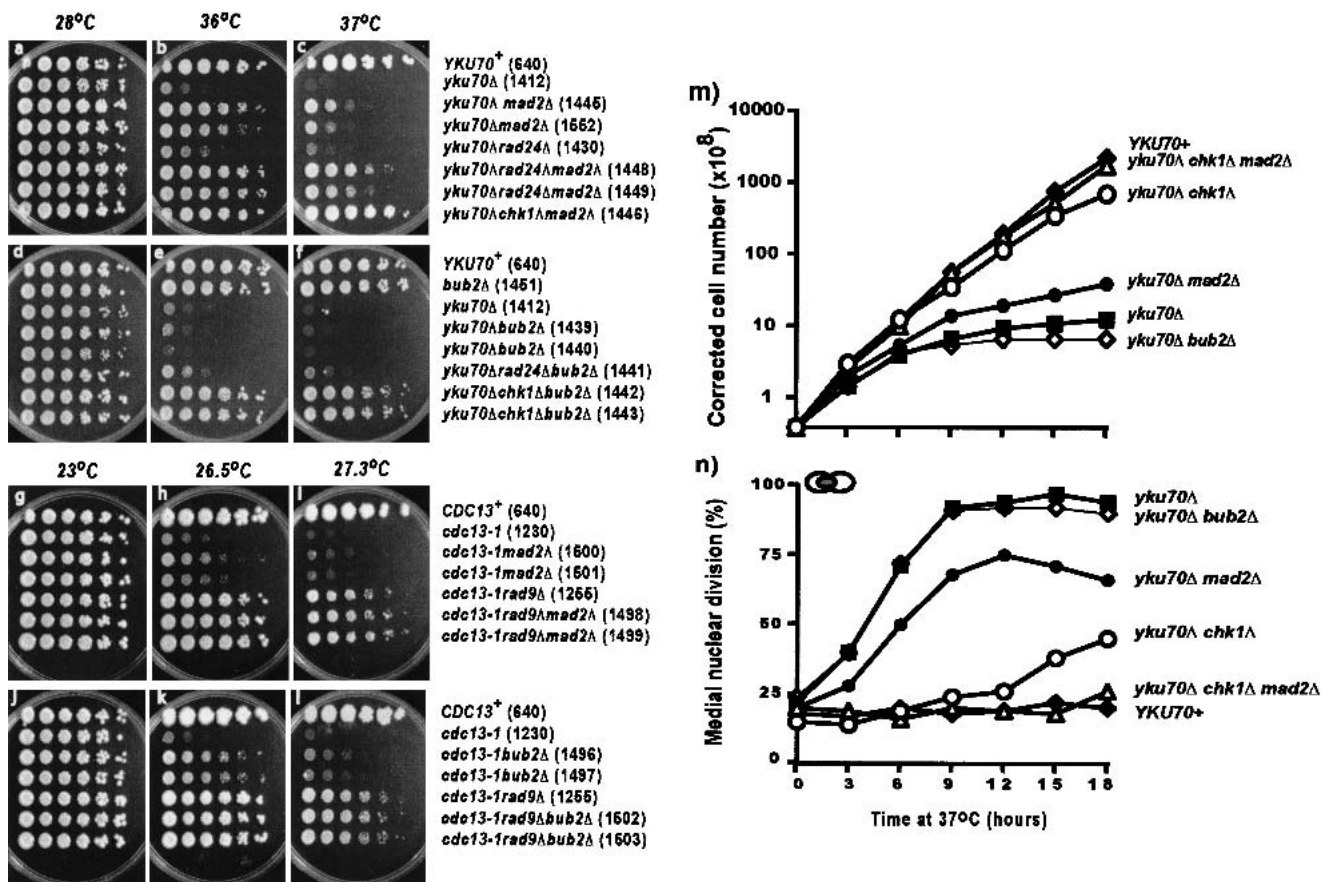 28°C 36°C 37°C
a b c
YKU70+ (640)
yku70Δ (1412)
yku70Δ mad2Δ (1445)
yku70Δmad2Δ (1552)
yku70Δrad24Δ (1430)
yku70Δrad24Δmad2Δ (1448)
yku70Δrad24Δmad2Δ (1449)
yku70Δchk1Δmad2Δ (1446)
d e f
YKU70+ (640)
bub2Δ (1451)
yku70Δ (1412)
yku70Δbub2Δ (1439)
yku70Δbub2Δ (1440)
yku70Δrad24Δbub2Δ (1441)
yku70Δchk1Δbub2Δ (1442)
yku70Δchk1Δbub2Δ (1443)
23°C 26.5°C 27.3°C
g h i
CDC13+ (640)
cdc13-1 (1230)
cdc13-1mad2Δ (1500)
cdc13-1mad2Δ (1501)
cdc13-1rad9Δ (1255)
cdc13-1rad9Δmad2Δ (1498)
cdc13-1rad9Δmad2Δ (1499)
j k l
CDC13+ (640)
cdc13-1 (1230)
cdc13-1bub2Δ (1496)
cdc13-1bub2Δ (1497)
cdc13-1rad9Δ (1255)
cdc13-1rad9Δbub2Δ (1502)
cdc13-1rad9Δbub2Δ (1503)
m)
Corrected cell number (x10⁸)
10000
1000
100
10
1
YKU70+
yku70Δ chk1Δ mad2Δ
yku70Δ chk1Δ
yku70Δ mad2Δ
yku70Δ
yku70Δ bub2Δ
n)
Medial nuclear division (%)
100
75
50
25
0
yku70Δ
yku70Δ bub2Δ
yku70Δ mad2Δ
yku70Δ chk1Δ
yku70Δ chk1Δ mad2Δ
YKU70+
0 3 6 9 12 15 18
Time at 37°C (hours)